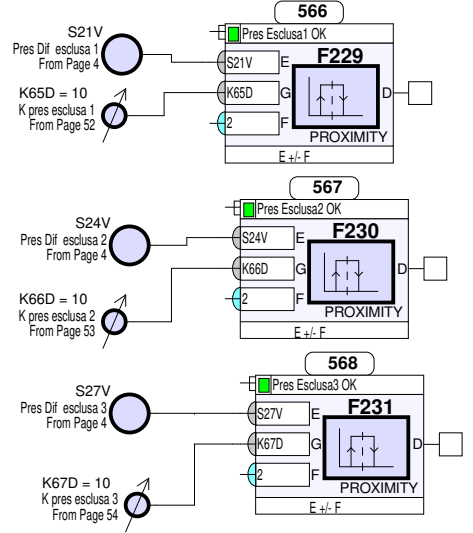 566
S21V
Pres Dif esclusa 1
From Page 4
Pres Esclusa1 OK
S21V E F229
K65D = 10
K pres esclusa 1
From Page 52
K65D G D
2 F
PROXIMITY
E +/- F
567
S24V
Pres Dif esclusa 2
From Page 4
Pres Esclusa2 OK
S24V E F230
K66D = 10
K pres esclusa 2
From Page 53
K66D G D
2 F
PROXIMITY
E +/- F
568
S27V
Pres Dif esclusa 3
From Page 4
Pres Esclusa3 OK
S27V E F231
K67D G D
K67D = 10
K pres esclusa 3
From Page 54
2 F
PROXIMITY
E +/- F